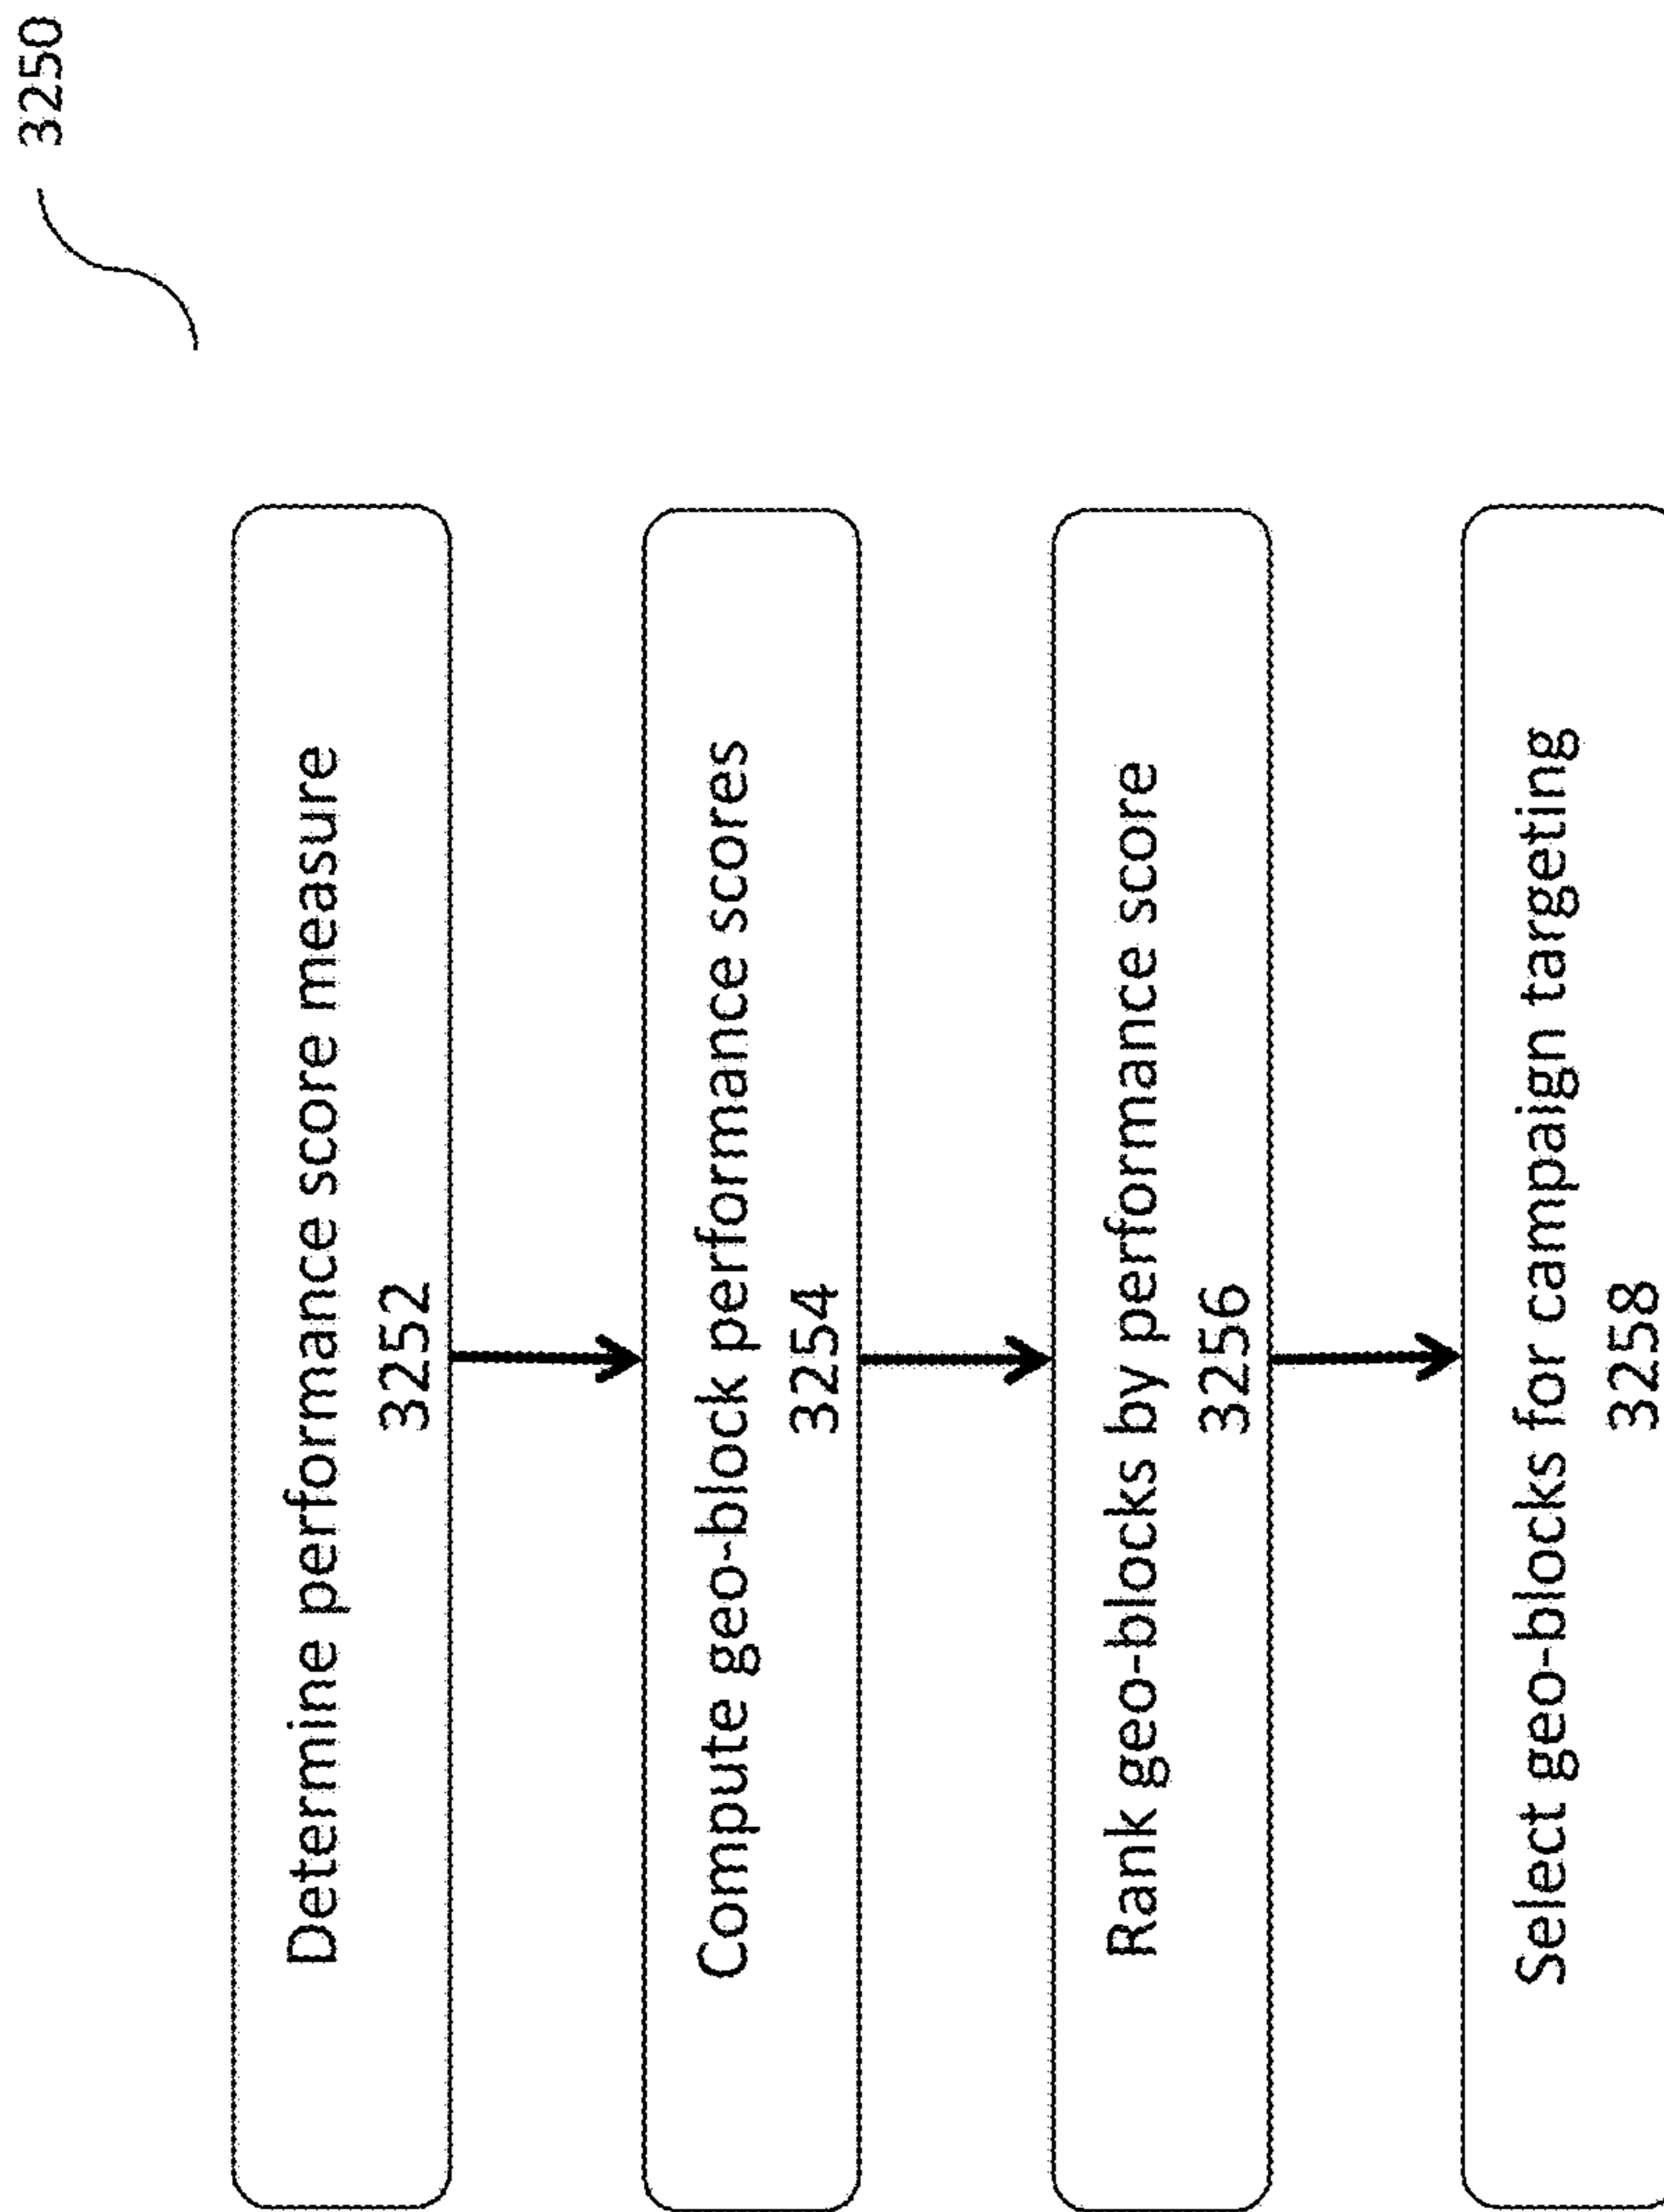 3250
Determine performance score measure
3252
Compute geo-block performance scores
3254
Rank geo-blocks by performance score
3256
Select geo-blocks for campaign targeting
3258